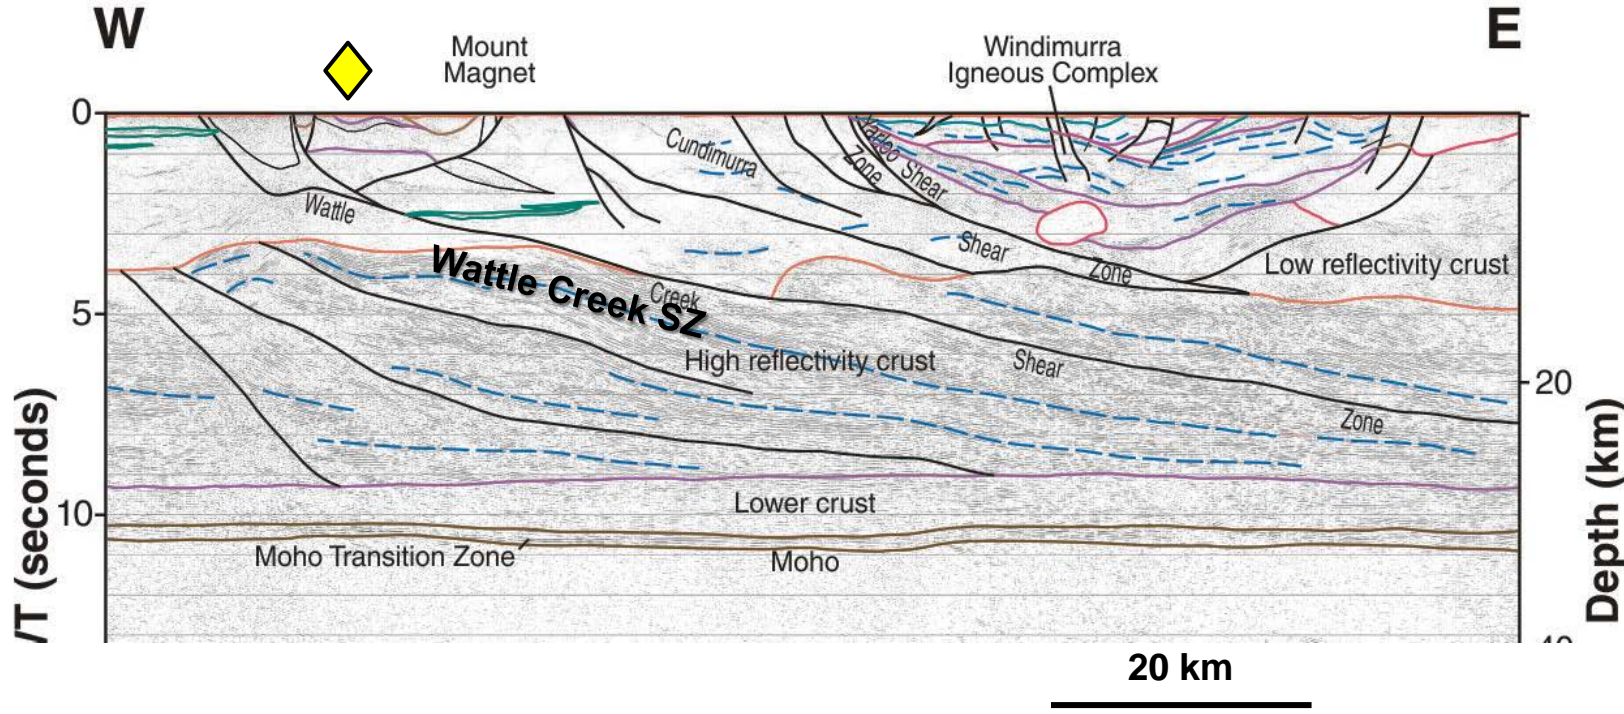 W
E
Mount
Magnet
Windimurra
Igneous Complex
0
Cundimurra
Yarloo Shear
Zone
Wattle
Shear
Zone
Low reflectivity crust
Wattle Creek SZ
Creek
5
High reflectivity crust
Shear
20
Zone
Lower crust
10
Moho Transition Zone
Moho
(seconds)
Depth (km)
20 km